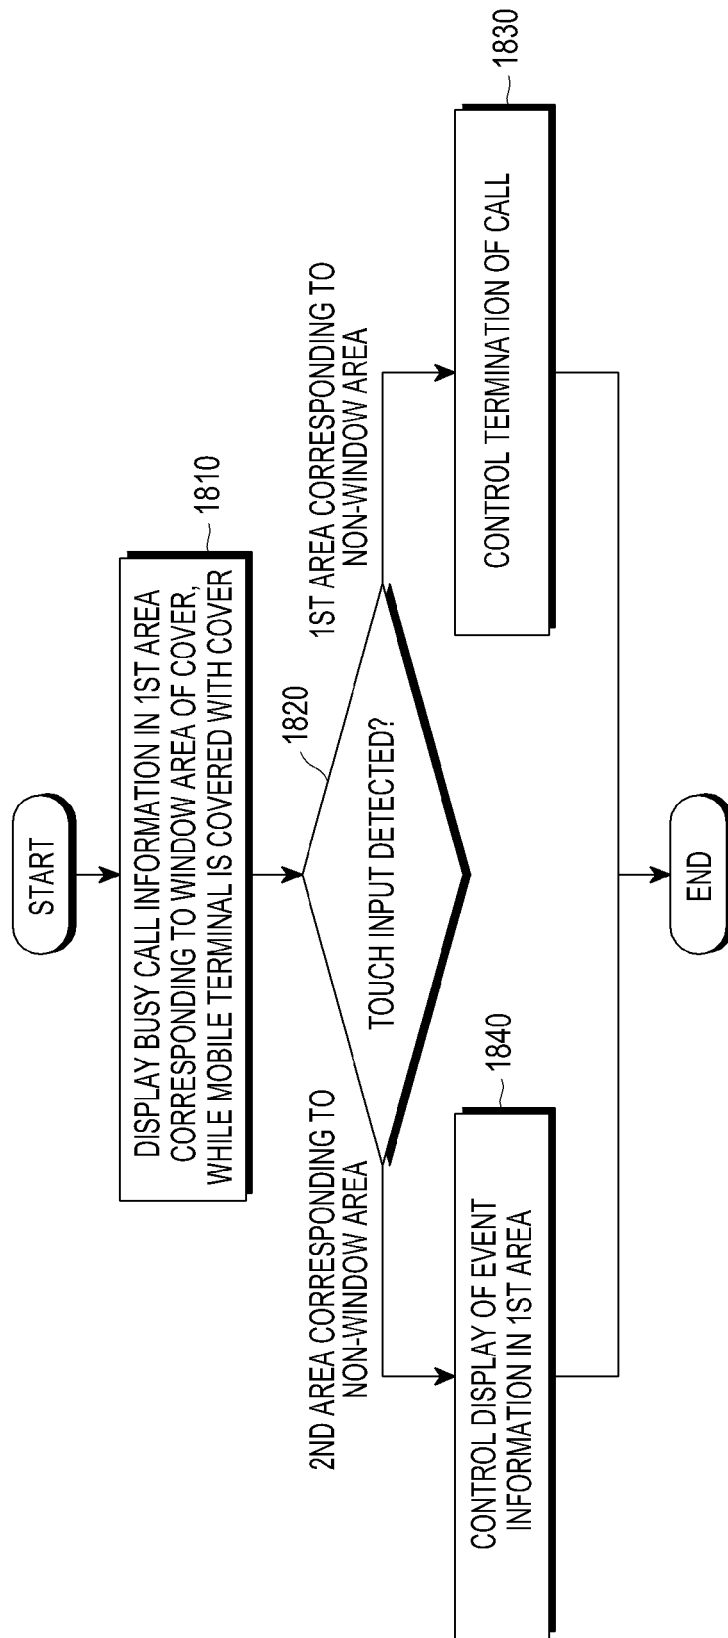 START
DISPLAY BUSY CALL INFORMATION IN 1ST AREA
CORRESPONDING TO WINDOW AREA OF COVER,
WHILE MOBILE TERMINAL IS COVERED WITH COVER
1810
1820
TOUCH INPUT DETECTED?
2ND AREA CORRESPONDING TO
NON-WINDOW AREA
1ST AREA CORRESPONDING TO
NON-WINDOW AREA
1840
CONTROL DISPLAY OF EVENT
INFORMATION IN 1ST AREA
1830
CONTROL TERMINATION OF CALL
END